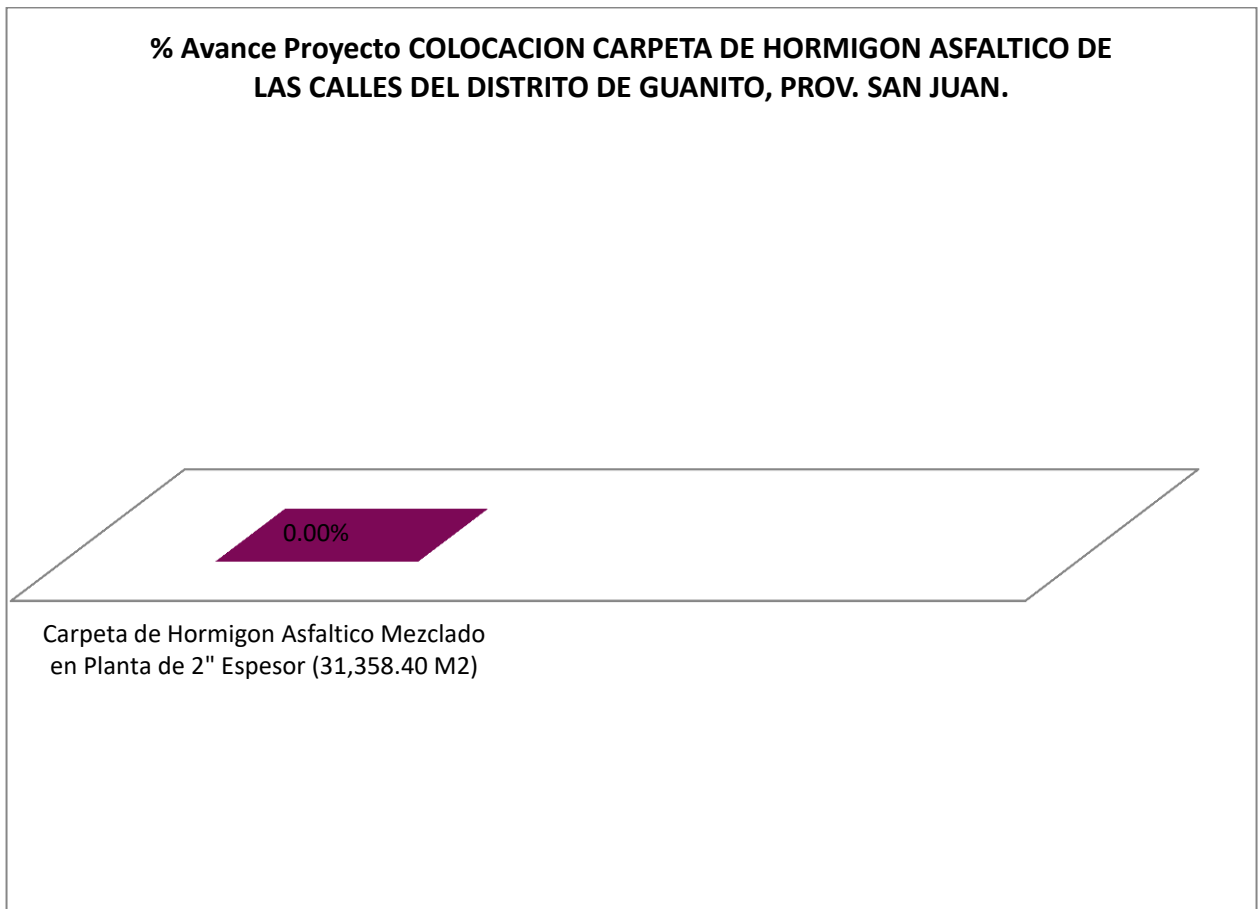 % Avance Proyecto COLOCACION CARPETA DE HORMIGON ASFALTICO DE
LAS CALLES DEL DISTRITO DE GUANITO, PROV. SAN JUAN.
0.00%
Carpeta de Hormigon Asfaltico Mezclado
en Planta de 2" Espesor (31,358.40 M2)